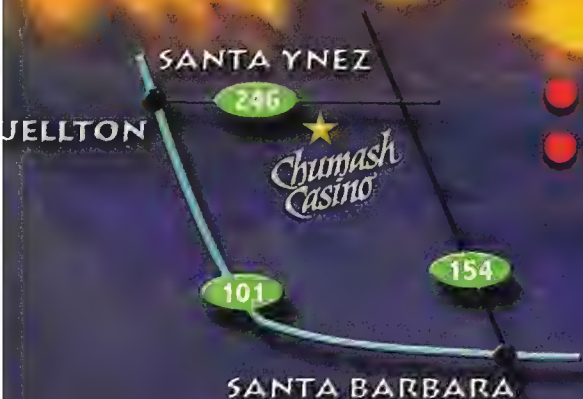 SANTA YNEZ
246
UELLTON
Chumash
Casino
154
101
SANTA BARBARA